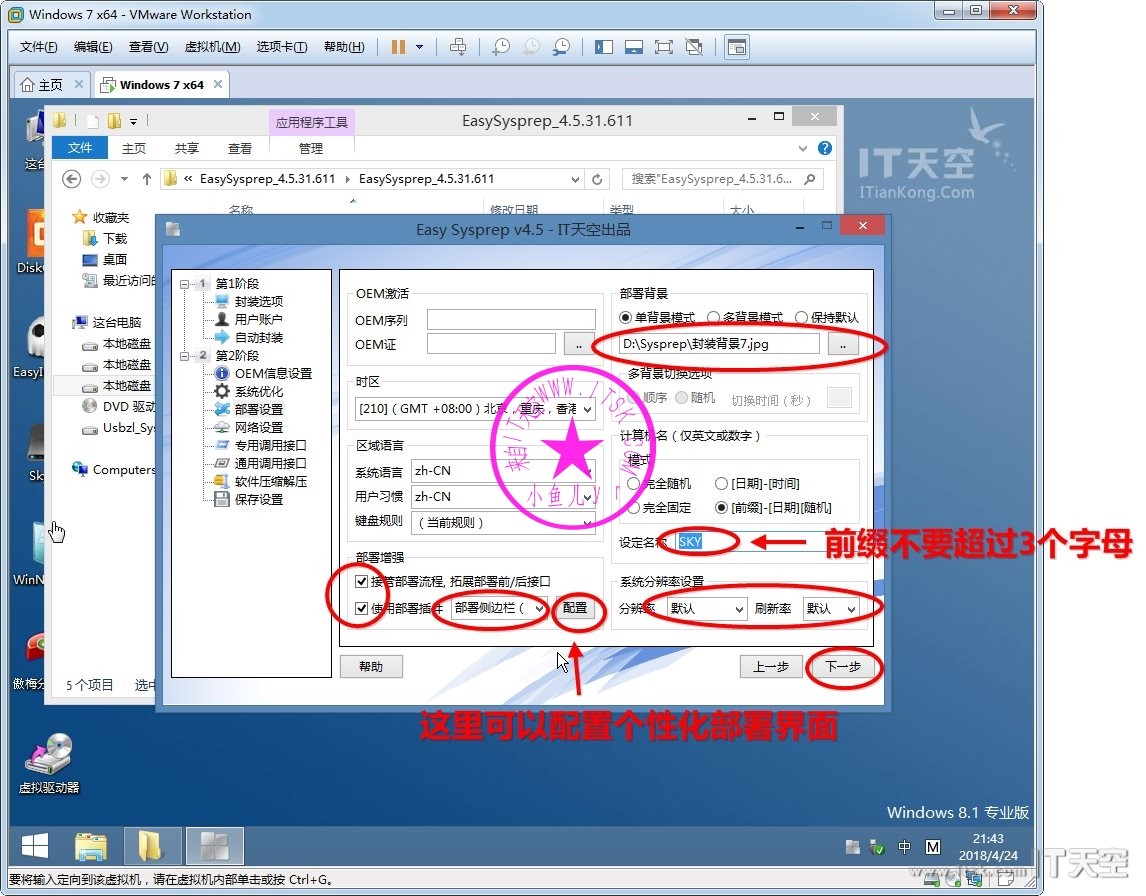 Windows 7 x64 - VMware Workstation
文件(F) 编辑(E) 查看(V) 虚拟机(M) 选项卡(T) 帮助(H)
主页 Windows 7 x64
应用程序工具 EasySysprep_4.5.31.611
文件 主页 共享 查看 管理
« EasySysprep_4.5.31.611 EasySysprep_4.5.31.611
搜索"EasySysprep_4.5.31.6...
IT天空
ITianKong.Com
名称 修改日期 类型 大小
收藏夹
下载
桌面
最近访问的
这台电脑
本地磁盘
本地磁盘
本地磁盘
DVD 驱动
Usbzl_Sys
Computers
5 个项目 选中
这台
Disk
EasyI
Sk
WinN
傲梅分
虚拟驱动器
Easy Sysprep v4.5 - IT天空出品
1 第1阶段
封装选项
用户账户
自动封装
2 第2阶段
OEM信息设置
系统优化
部署设置
网络设置
专用调用接口
通用调用接口
软件压缩解压
保存设置
OEM激活
OEM序列
OEM证 ..
时区
[210] ( GMT +08:00 ) 北京，重庆，香港
区域语言
系统语言 zh-CN
用户习惯 zh-CN
键盘规则 （当前规则）
部署增强
接管部署流程, 拓展部署前/后接口
使用部署插件 部署侧边栏 ( 配置
部署背景
单背景模式 多背景模式 保持默认
D:\Sysprep\封装背景7.jpg ..
多背景切换选项
顺序 随机 切换时间（秒）
计算机名（仅英文或数字）
模式
完全随机 [日期]-[时间]
完全固定 [前缀]-[日期][随机]
设定名称 SKY
前缀不要超过3个字母
系统分辨率设置
分辨率 默认 刷新率 默认
帮助 上一步 下一步
来自IT天空WWW.ITSK.COM
小鱼儿yr
这里可以配置个性化部署界面
Windows 8.1 专业版
中 M
21:43
2018/4/24
要将输入定向到该虚拟机，请在虚拟机内部单击或按 Ctrl+G。
IT天空
www.itsk.com